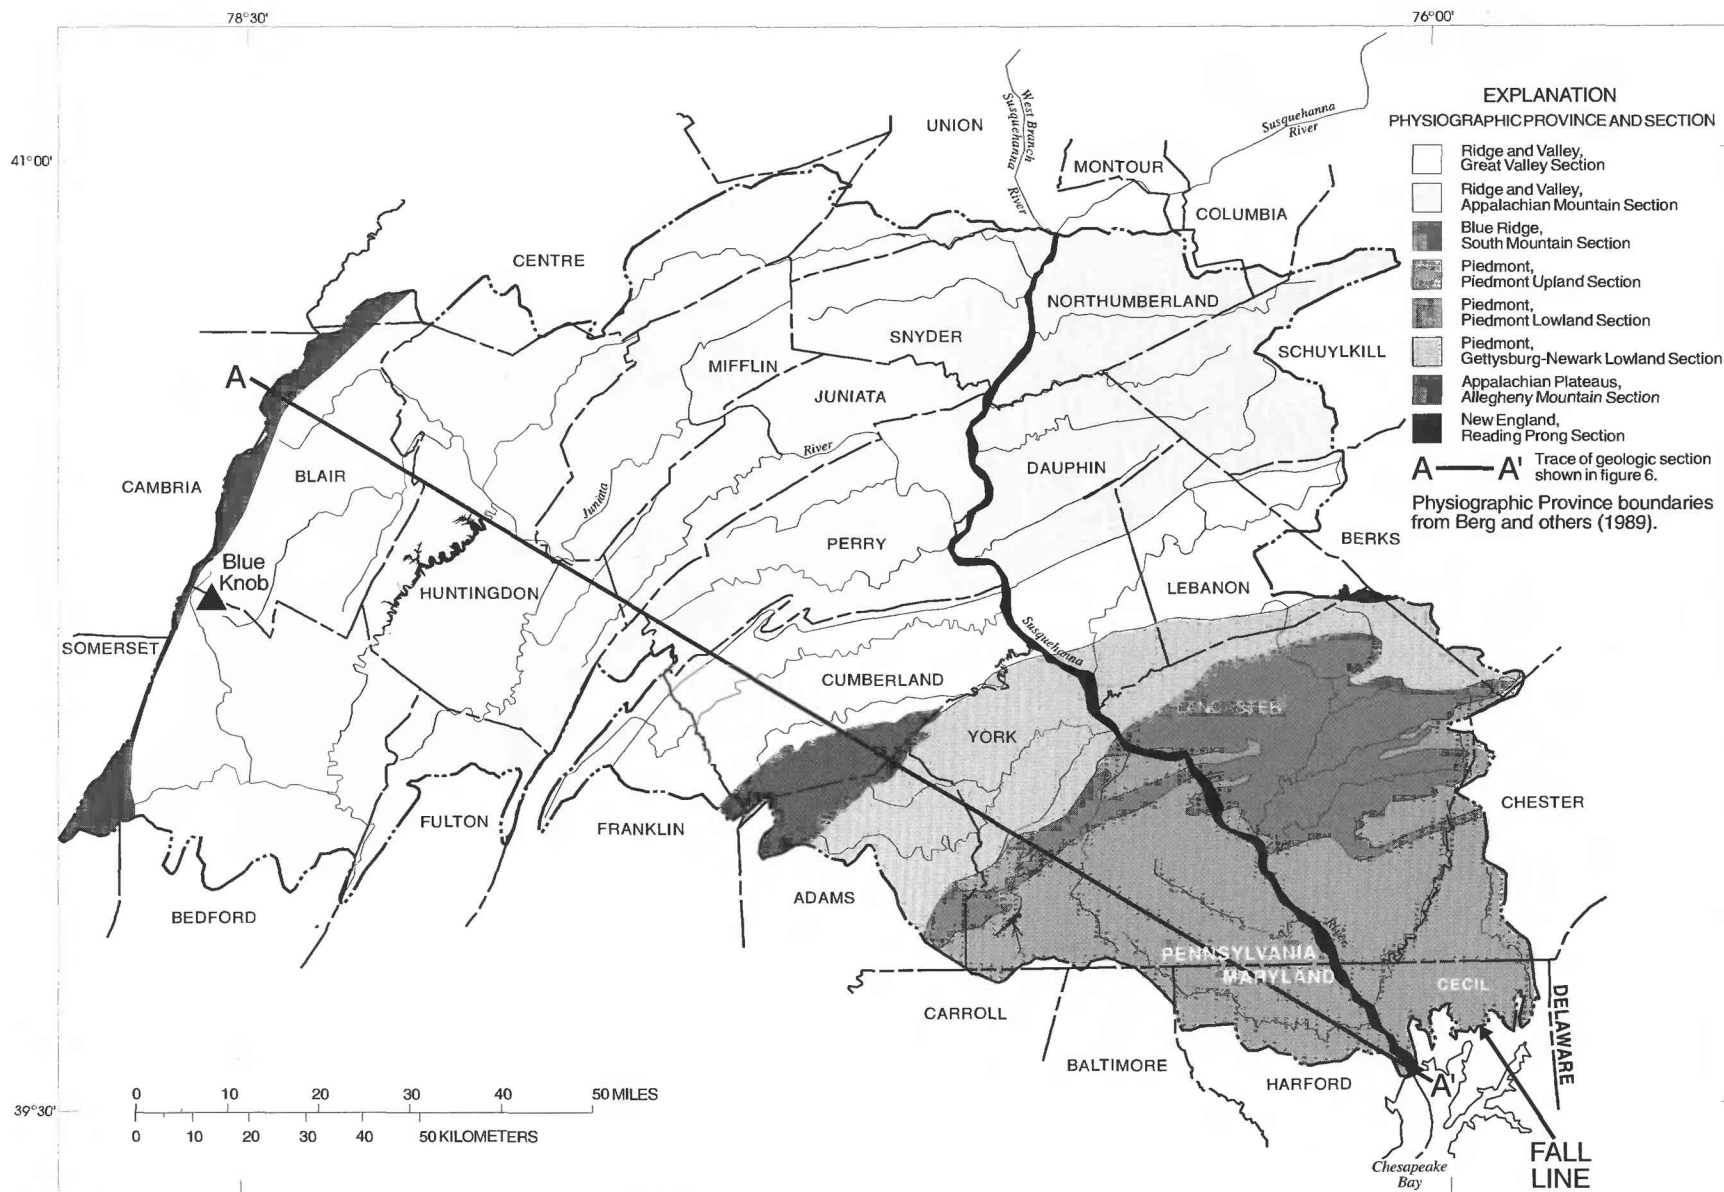 78°30'
76°00'
41°00'
39°30'
EXPLANATION
PHYSIOGRAPHIC PROVINCE AND SECTION
Ridge and Valley,
Great Valley Section
Ridge and Valley,
Appalachian Mountain Section
Blue Ridge,
South Mountain Section
Piedmont,
Piedmont Upland Section
Piedmont,
Piedmont Lowland Section
Piedmont,
Gettysburg-Newark Lowland Section
Appalachian Plateaus,
Allegheny Mountain Section
New England,
Reading Prong Section
A A' Trace of geologic section
shown in figure 6.
Physiographic Province boundaries
from Berg and others (1989).
UNION
West Branch
Susquehanna
River
Susquehanna
River
MONTOUR
COLUMBIA
CENTRE
NORTHUMBERLAND
SNYDER
SCHUYLKILL
MIFFLIN
A
JUNIATA
River
Juniata
DAUPHIN
BLAIR
CAMBRIA
PERRY
BERKS
Blue
Knob
HUNTINGDON
LEBANON
SOMERSET
Susquehanna
CUMBERLAND
LANCASTER
YORK
CHESTER
FULTON
FRANKLIN
ADAMS
BEDFORD
PENNSYLVANIA
MARYLAND
CECIL
DELAWARE
CARROLL
BALTIMORE
HARFORD
A'
FALL
LINE
Chesapeake
Bay
0 10 20 30 40 50 MILES
0 10 20 30 40 50 KILOMETERS